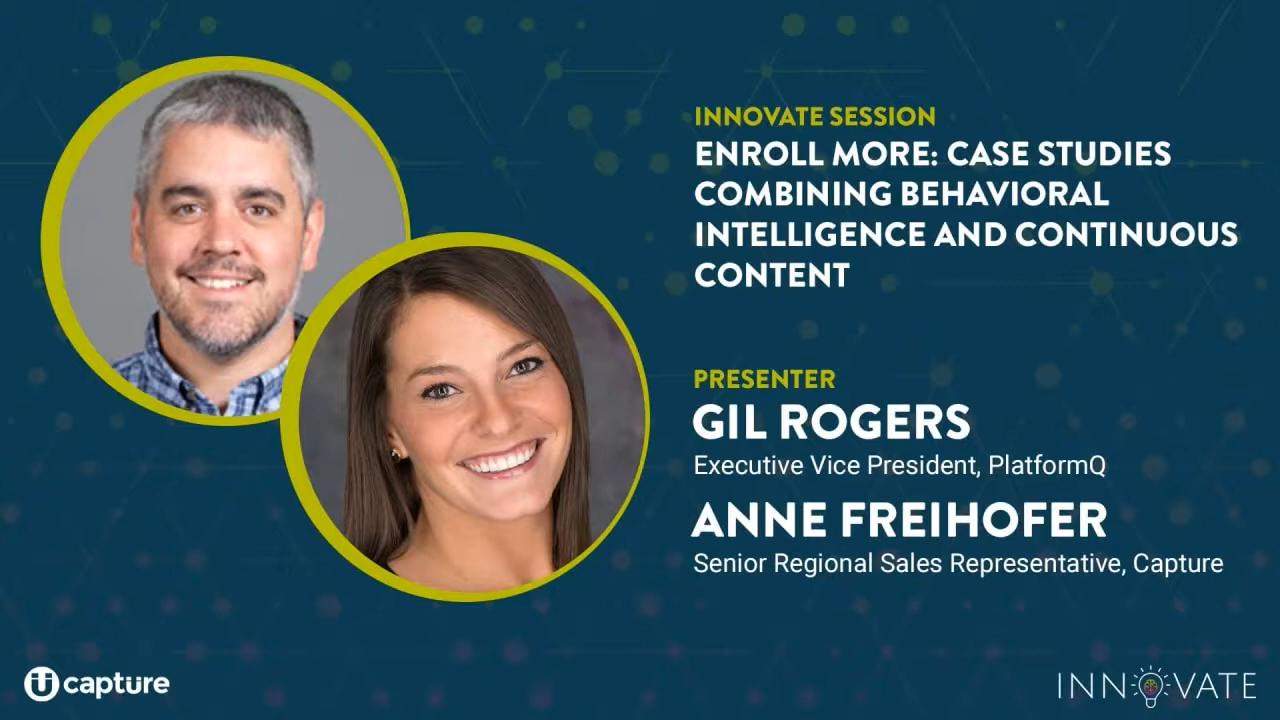 INNOVATE SESSION
ENROLL MORE: CASE STUDIES
COMBINING BEHAVIORAL
INTELLIGENCE AND CONTINUOUS
CONTENT
PRESENTER
GIL ROGERS
Executive Vice President, PlatformQ
ANNE FREIHOFER
Senior Regional Sales Representative, Capture
capture
INNOVATE